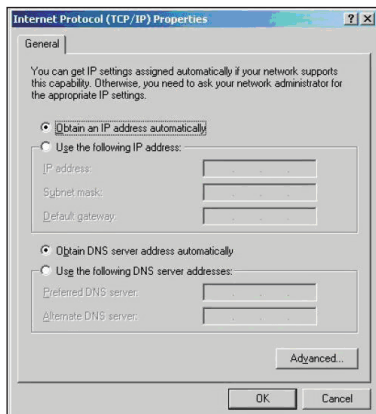 Internet Protocol (TCP/IP) Properties
General
You can get IP settings assigned automatically if your network supports
this capability. Otherwise, you need to ask your network administrator for
the appropriate IP settings.
Obtain an IP address automatically
Use the following IP address:
IP address:
Subnet mask:
Default gateway:
Obtain DNS server address automatically
Use the following DNS server addresses:
Preferred DNS server:
Alternate DNS server:
Advanced...
OK
Cancel